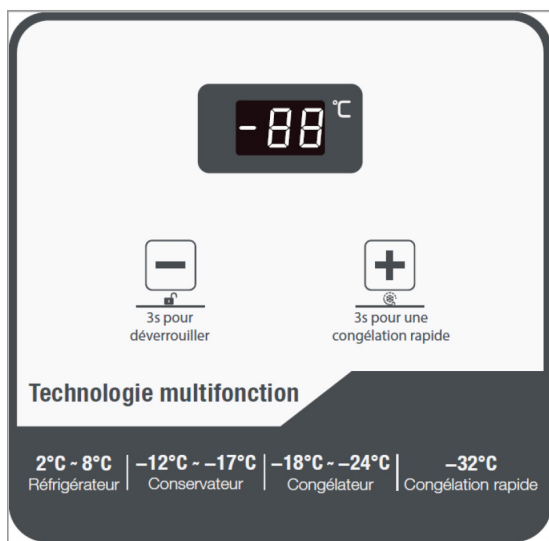 -88 °C
3s pour
déverrouiller
3s pour une
congélation rapide
Technologie multifonction
2°C ~ 8°C
Réfrigérateur
–12°C ~ –17°C
Conservateur
–18°C ~ –24°C
Congélateur
–32°C
Congélation rapide